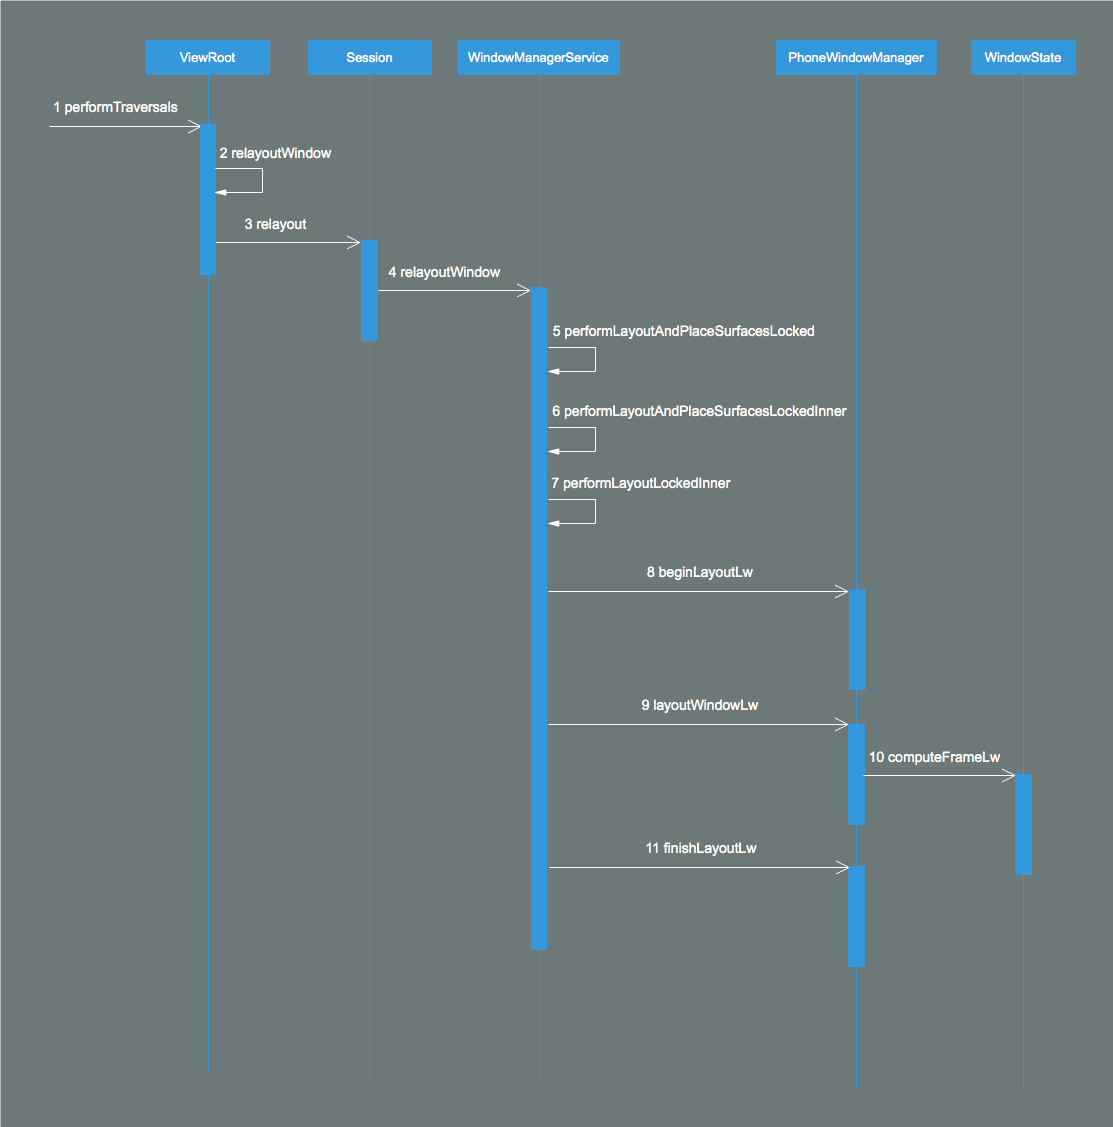 ViewRoot
Session
WindowManagerService
PhoneWindowManager
WindowState
1 performTraversals
2 relayoutWindow
3 relayout
4 relayoutWindow
5 performLayoutAndPlaceSurfacesLocked
6 performLayoutAndPlaceSurfacesLockedInner
7 performLayoutLockedInner
8 beginLayoutLw
9 layoutWindowLw
10 computeFrameLw
11 finishLayoutLw